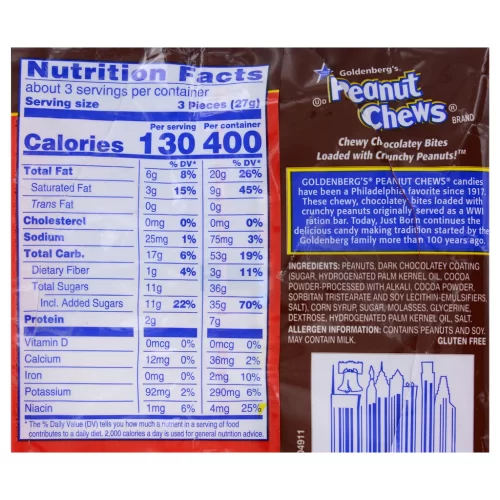 Nutrition Facts
about 3 servings per container
Serving size 3 Pieces (27g)
Per serving Per container
Calories 130 400
% DV* % DV*
Total Fat 6g 8% 20g 26%
Saturated Fat 3g 15% 9g 45%
Trans Fat 0g 0g
Cholesterol 0mg 0% 0mg 0%
Sodium 25mg 1% 75mg 3%
Total Carb. 17g 6% 53g 19%
Dietary Fiber 1g 4% 3g 11%
Total Sugars 11g 36g
Incl. Added Sugars 11g 22% 35g 70%
Protein 2g 7g
Vitamin D 0mcg 0% 0mcg 0%
Calcium 12mg 0% 36mg 2%
Iron 0mg 0% 2mg 10%
Potassium 92mg 2% 290mg 6%
Niacin 1mg 6% 4mg 25%
* The % Daily Value (DV) tells you how much a nutrient in a serving of food
contributes to a daily diet. 2,000 calories a day is used for general nutrition advice.
Goldenberg's®
Peanut
Chews®
BRAND
Chewy Chocolatey Bites
Loaded with Crunchy Peanuts!™
GOLDENBERG'S® PEANUT CHEWS® candies
have been a Philadelphia favorite since 1917.
These chewy, chocolatey bites loaded with
crunchy peanuts originally served as a WWI
ration bar. Today, Just Born continues the
delicious candy making tradition started by the
Goldenberg family more than 100 years ago.
INGREDIENTS: PEANUTS, DARK CHOCOLATEY COATING
(SUGAR, HYDROGENATED PALM KERNEL OIL, COCOA
POWDER-PROCESSED WITH ALKALI, COCOA POWDER,
SORBITAN TRISTEARATE AND SOY LECITHIN-EMULSIFIERS,
SALT), CORN SYRUP, SUGAR, MOLASSES, GLYCERINE,
DEXTROSE, HYDROGENATED PALM KERNEL OIL, SALT.
ALLERGEN INFORMATION: CONTAINS PEANUTS AND SOY.
MAY CONTAIN MILK. GLUTEN FREE
04911